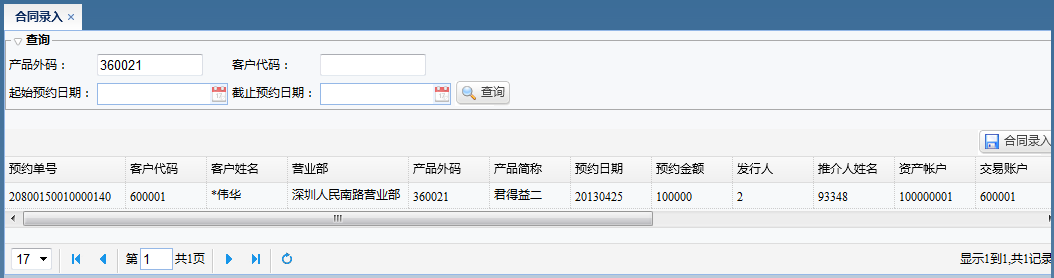 合同录入 ×
查询
产品外码： 360021 客户代码：
起始预约日期： 截止预约日期： 查询
合同录入
预约单号 客户代码 客户姓名 营业部 产品外码 产品简称 预约日期 预约金额 发行人 推介人姓名 资产帐户 交易账户
20800150010000140 600001 *伟华 深圳人民南路营业部 360021 君得益二 20130425 100000 2 93348 100000001 600001
17 第 1 共1页 显示1到1,共1记录